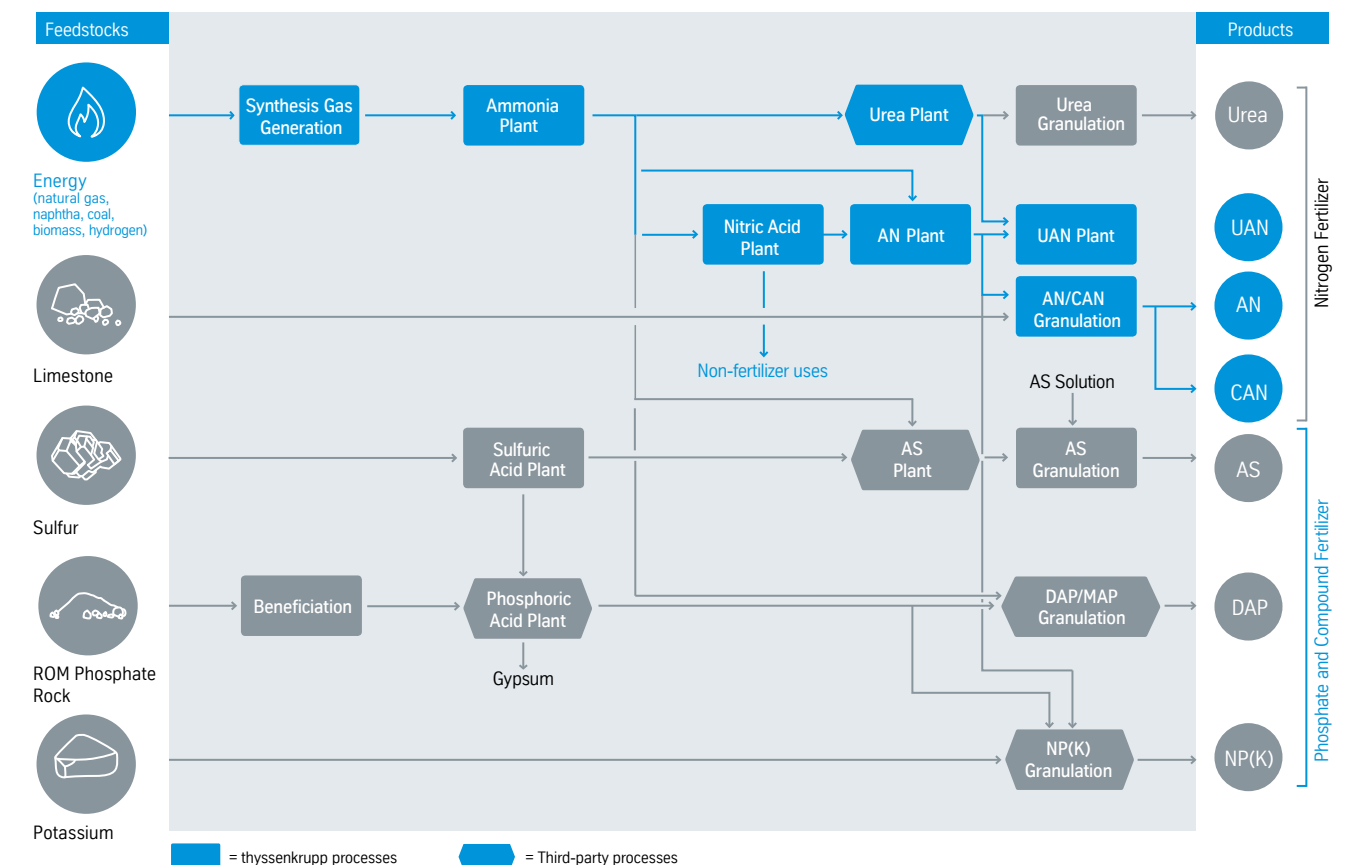 Feedstocks
Products
Energy
(natural gas,
naphtha, coal,
biomass, hydrogen)
Limestone
Sulfur
ROM Phosphate
Rock
Potassium
Synthesis Gas
Generation
Ammonia
Plant
Urea Plant
Urea
Granulation
Urea
Nitric Acid
Plant
AN Plant
UAN Plant
UAN
AN/CAN
Granulation
AN
Non-fertilizer uses
AS Solution
CAN
Sulfuric
Acid Plant
AS
Plant
AS
Granulation
AS
Beneficiation
Phosphoric
Acid Plant
DAP/MAP
Granulation
DAP
Gypsum
NP(K)
Granulation
NP(K)
Nitrogen Fertilizer
Phosphate and Compound Fertilizer
= thyssenkrupp processes
= Third-party processes